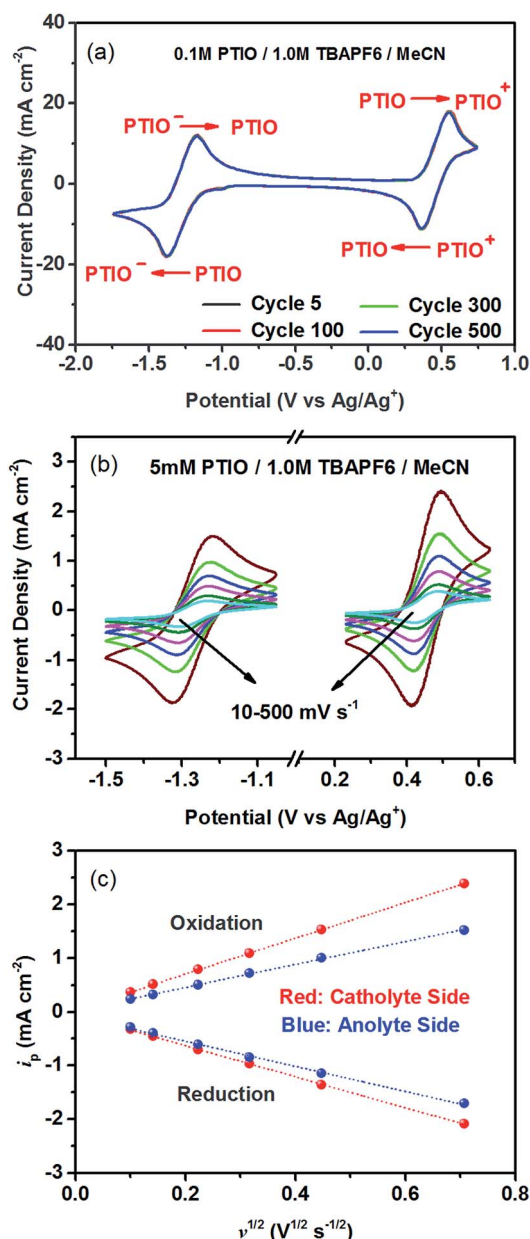 (a)
0.1M PTIO / 1.0M TBAPF6 / MeCN
PTIO⁻ → PTIO
PTIO → PTIO⁺
PTIO⁻ ← PTIO
PTIO ← PTIO⁺
Cycle 5
Cycle 300
Cycle 100
Cycle 500
Current Density (mA cm⁻²)
40
20
0
-20
-40
-2.0 -1.5 -1.0 -0.5 0.0 0.5 1.0
Potential (V vs Ag/Ag⁺)
(b)
5mM PTIO / 1.0M TBAPF6 / MeCN
10-500 mV s⁻¹
Current Density (mA cm⁻²)
3
2
1
0
-1
-2
-3
-1.5 -1.3 -1.1 0.2 0.4 0.6
Potential (V vs Ag/Ag⁺)
(c)
Oxidation
Red: Catholyte Side
Blue: Anolyte Side
Reduction
iₚ (mA cm⁻²)
3
2
1
0
-1
-2
-3
0.0 0.2 0.4 0.6 0.8
v¹ᐟ² (V¹ᐟ² s⁻¹ᐟ²)